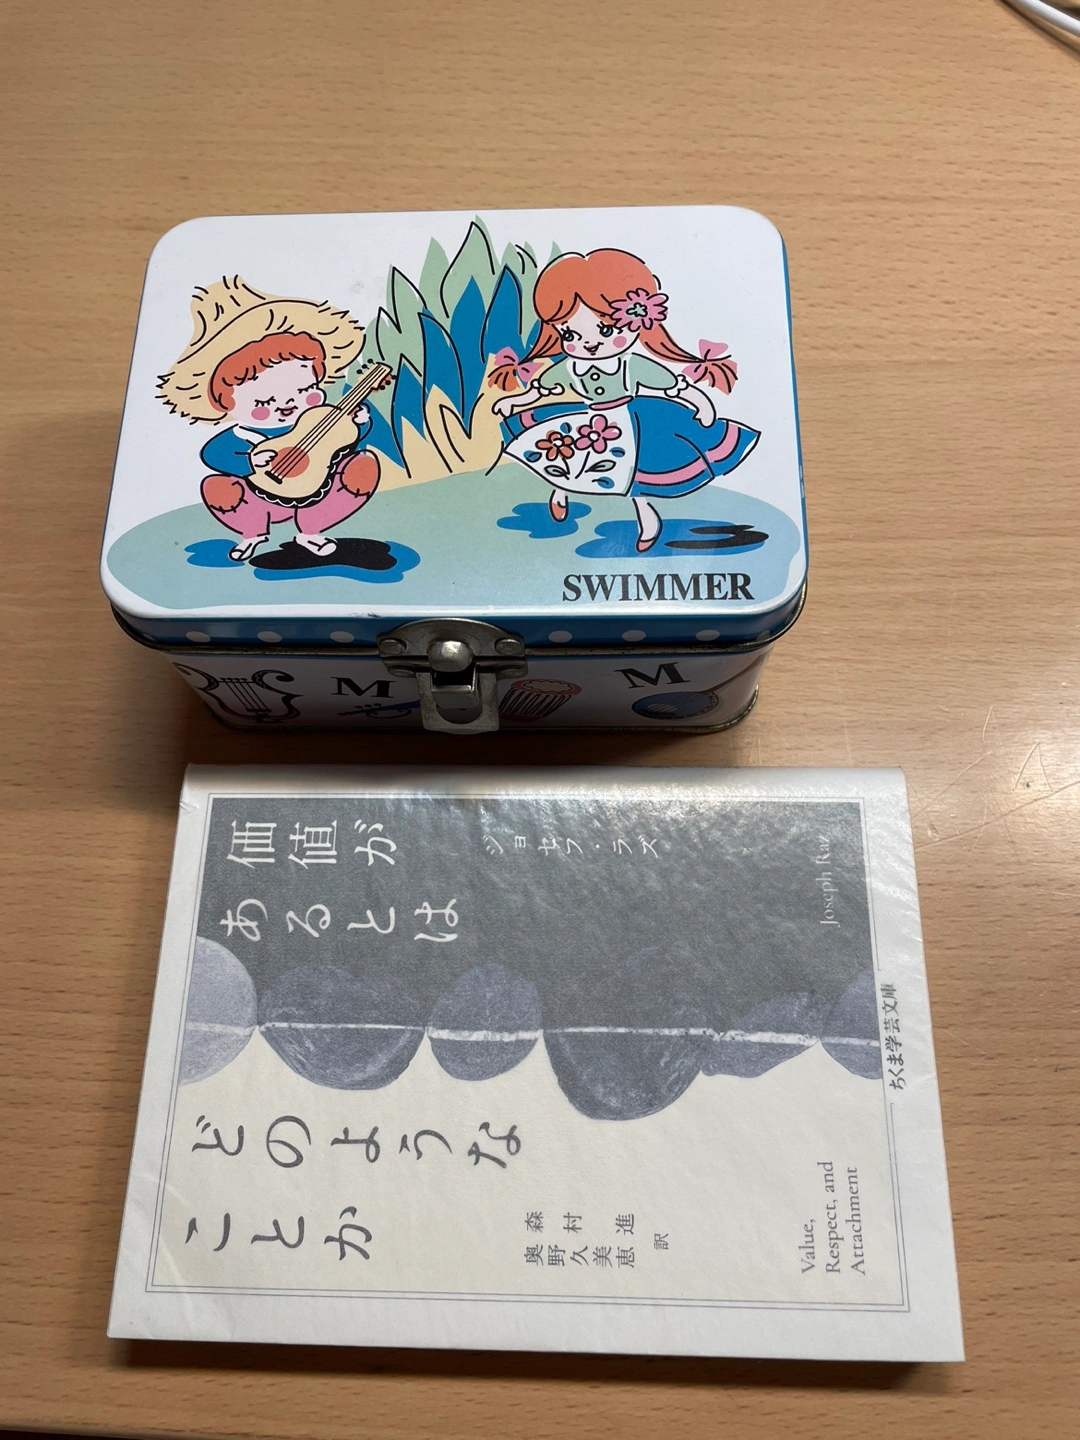 SWIMMER
M
M
価値が
あるとは
どのような
ことか
ジョセフ・ラズ
Joseph Raz
森村 進
奥野久美恵
訳
Value,
Respect, and
Attachment
ちくま学芸文庫